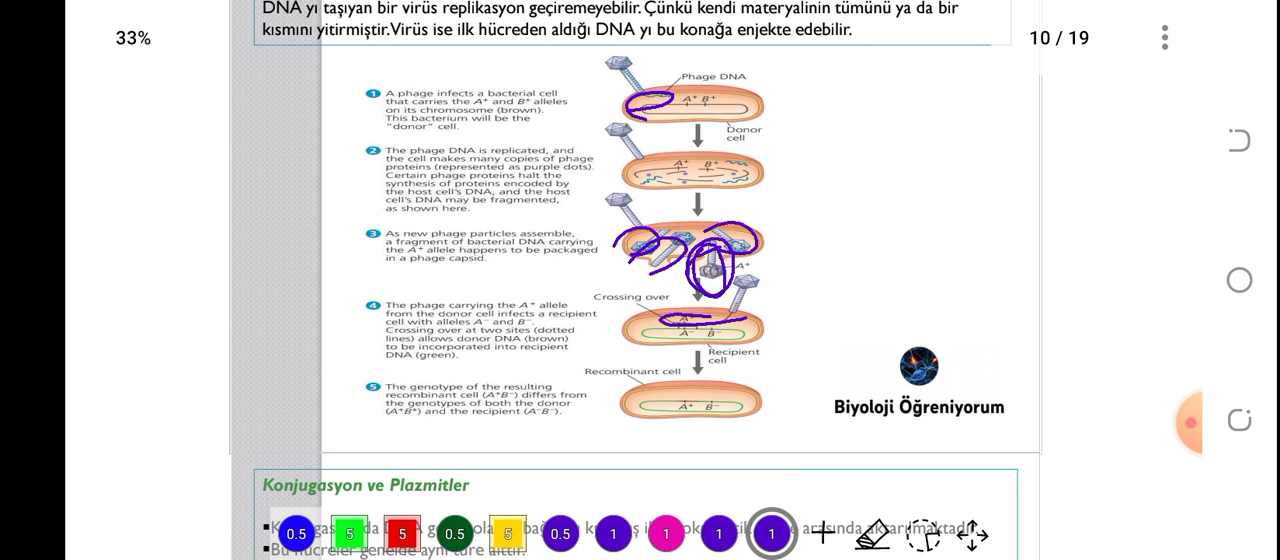 DNA yı taşıyan bir virüs replikasyon geçiremeyebilir. Çünkü kendi materyalinin tümünü ya da bir
kısmını yitirmiştir.Virüs ise ilk hücreden aldığı DNA yı bu konağa enjekte edebilir.
33%
10 / 19
Phage DNA
1 A phage infects a bacterial cell
that carries the A+ and B+ alleles
on its chromosome (brown).
This bacterium will be the
"donor" cell.
A+ B+
Donor
cell
2 The phage DNA is replicated, and
the cell makes many copies of phage
proteins (represented as purple dots).
Certain phage proteins halt the
synthesis of proteins encoded by
the host cell's DNA, and the host
cell's DNA may be fragmented,
as shown here.
A+ B+
3 As new phage particles assemble,
a fragment of bacterial DNA carrying
the A+ allele happens to be packaged
in a phage capsid.
A+
Crossing over
4 The phage carrying the A+ allele
from the donor cell infects a recipient
cell with alleles A– and B–.
Crossing over at two sites (dotted
lines) allows donor DNA (brown)
to be incorporated into recipient
DNA (green).
A+
A– B–
Recipient
cell
Recombinant cell
5 The genotype of the resulting
recombinant cell (A+B–) differs from
the genotypes of both the donor
(A+B+) and the recipient (A–B–).
A+ B–
Biyoloji Öğreniyorum
Konjugasyon ve Plazmitler
0.5 5 5 0.5 5 0.5 1 1 1 1
arasında aktarılmaktadır
Bu hücreler genelde aynı türe aittir.